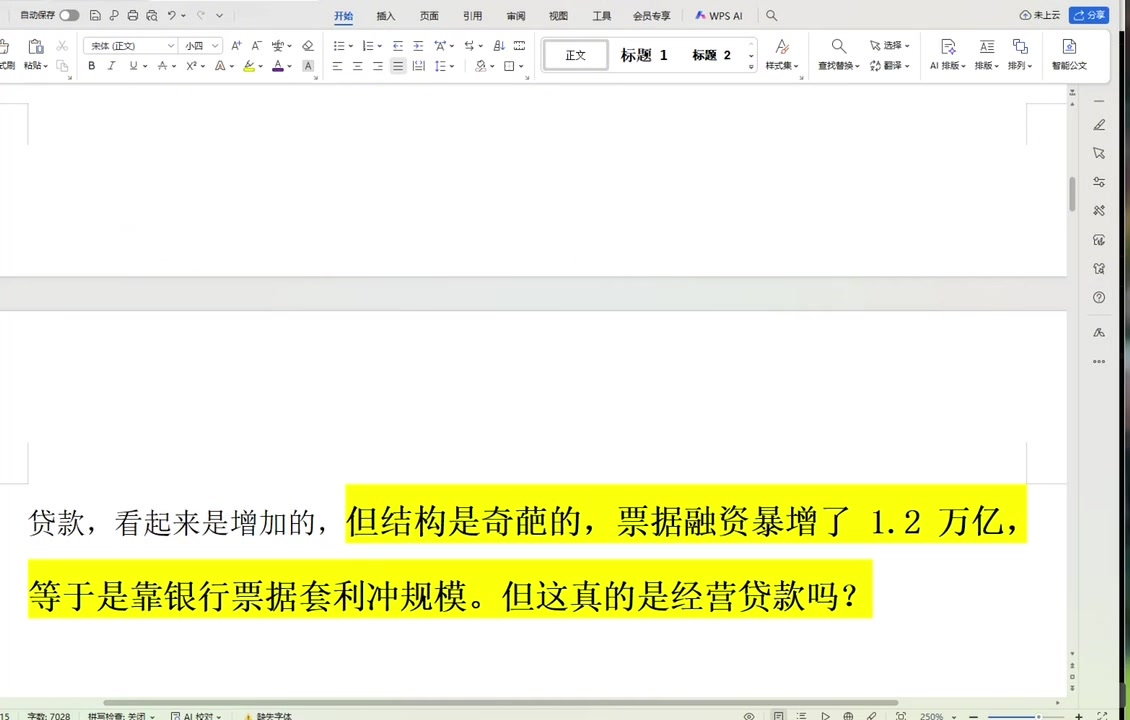 自动保存
开始 插入 页面 引用 审阅 视图 工具 会员专享 WPS AI
未上云 分享
式刷 粘贴 宋体 (正文) 小四
正文 标题 1 标题 2 样式集 查找替换 选择 翻译 AI 排版 排版 排列 智能公文
贷款，看起来是增加的，但结构是奇葩的，票据融资暴增了 1.2 万亿，
等于是靠银行票据套利冲规模。但这真的是经营贷款吗？
15 字数: 7028 拼写检查: 关闭 AI 校对 缺失字体 250%